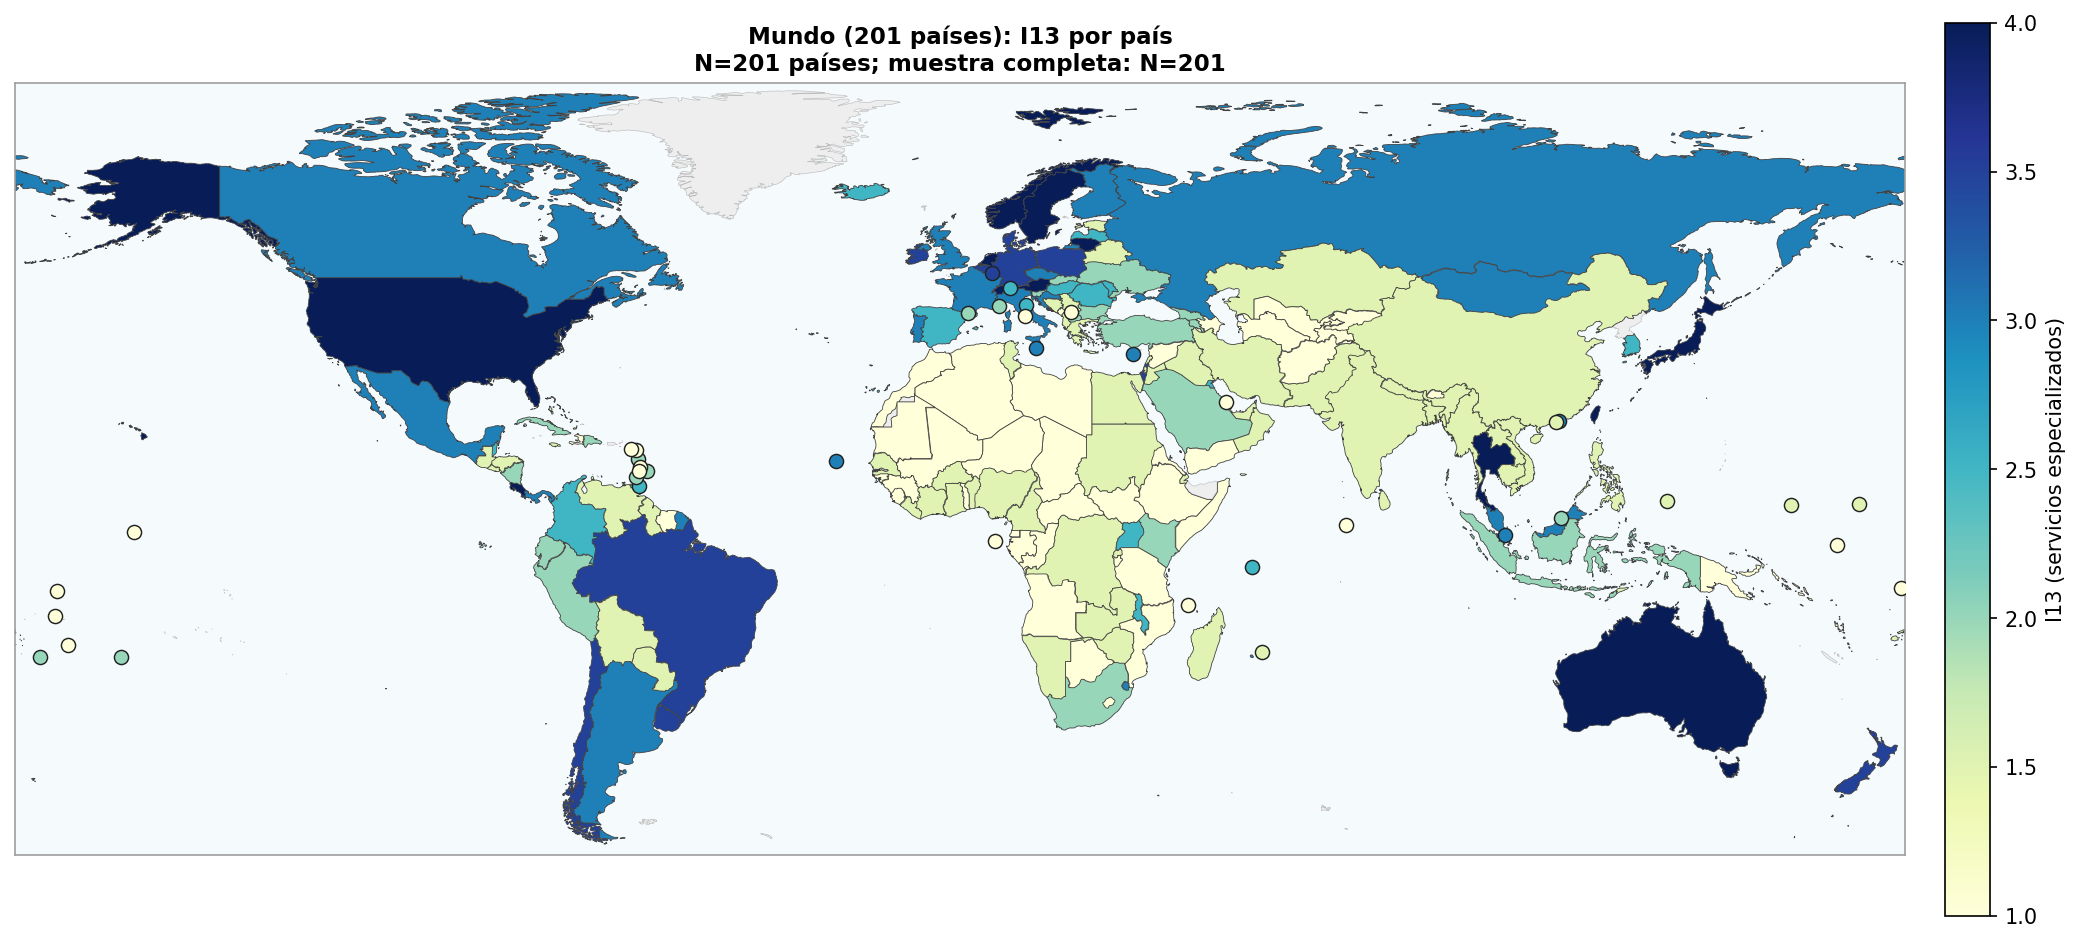 Mundo (201 países): I13 por país
N=201 países; muestra completa: N=201
4.0
3.5
3.0
2.5
2.0
1.5
1.0
I13 (servicios especializados)